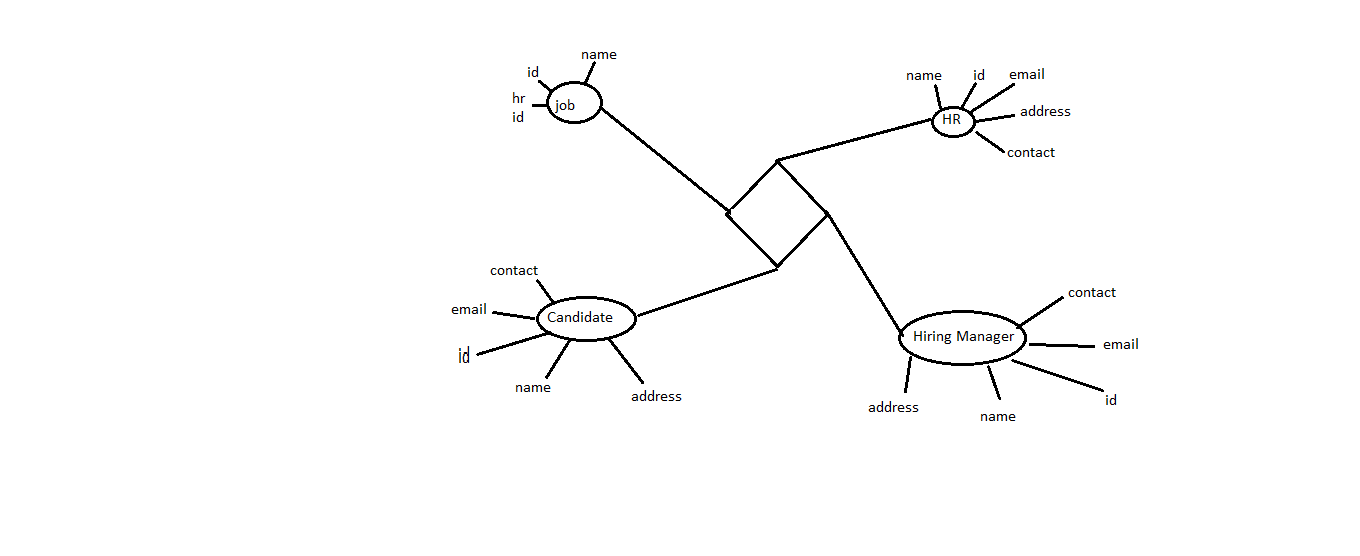 name
id
hr
id
job
name
id
email
HR
address
contact
contact
email
Candidate
id
name
address
contact
Hiring Manager
email
id
address
name